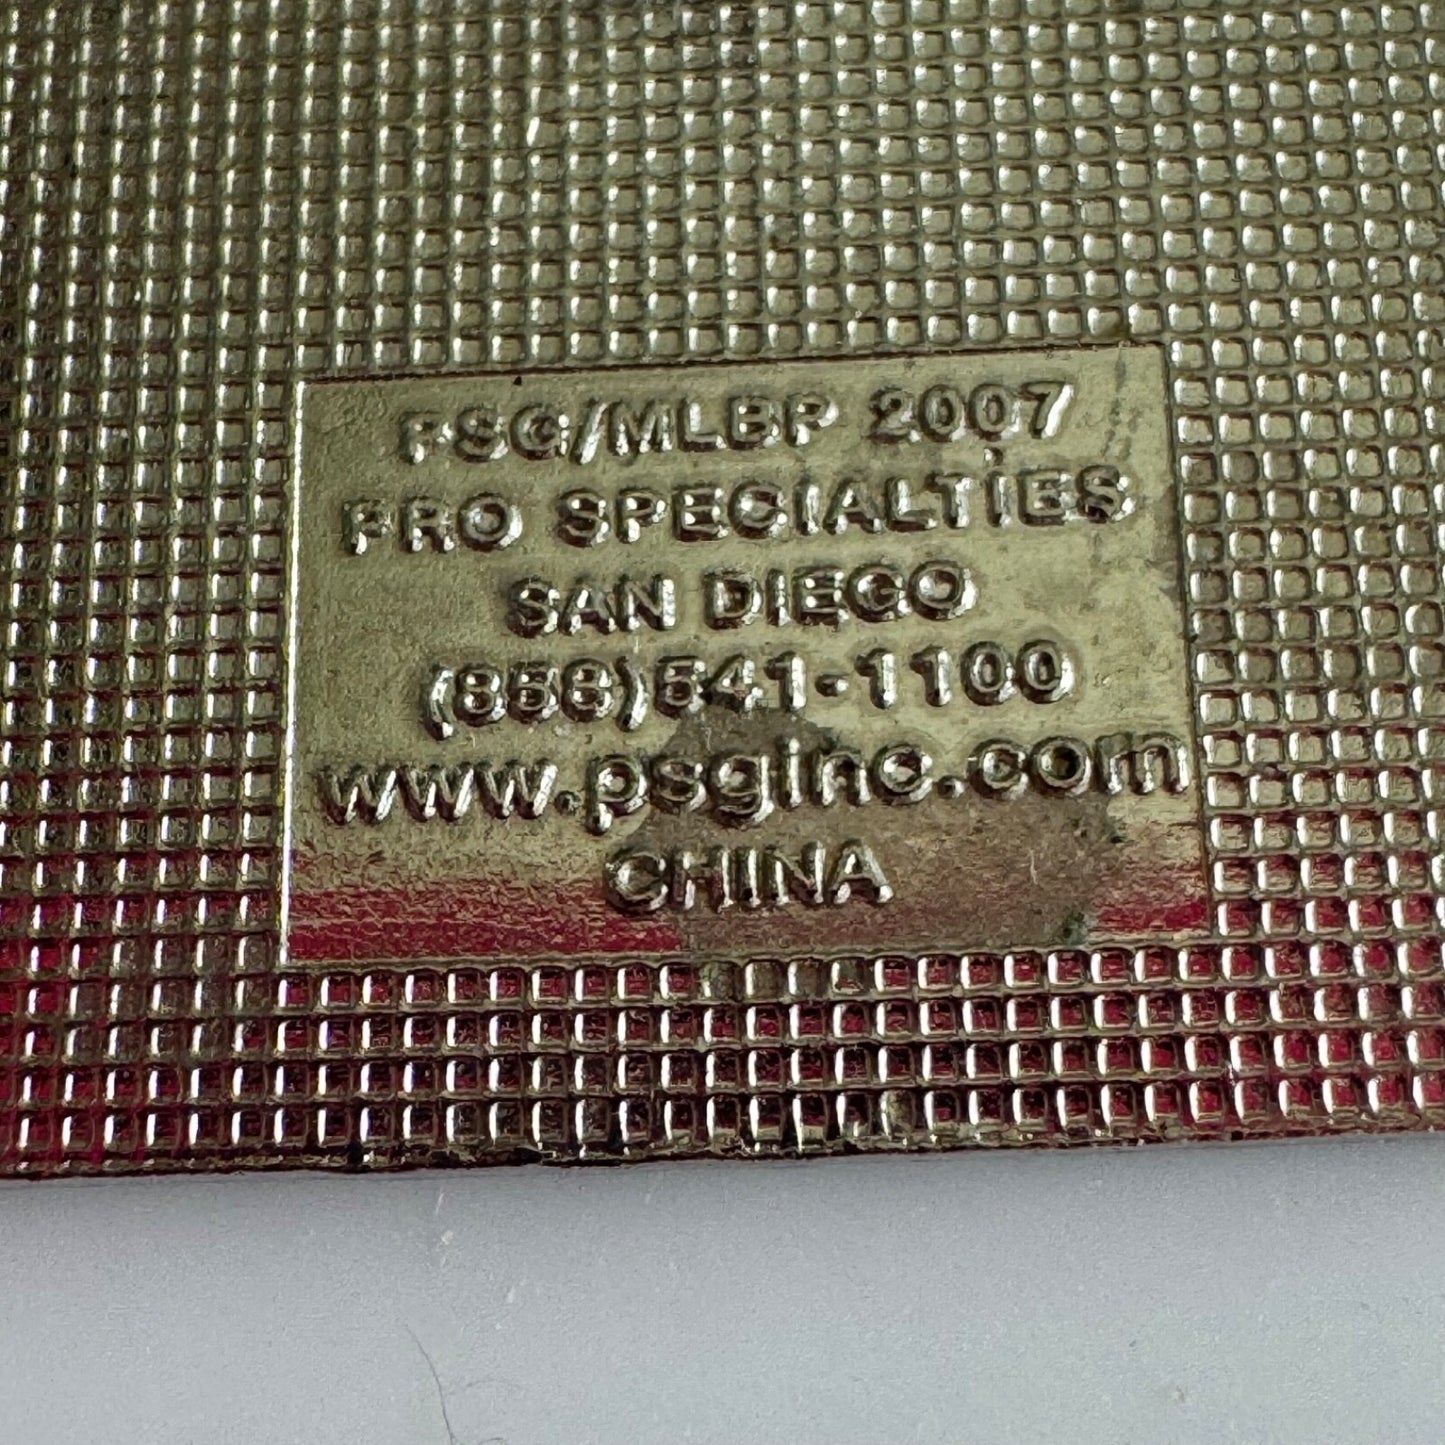 PSG/MLBP 2007
PRO SPECIALTIES
SAN DIEGO
(858)541-1100
www.psginc.com
CHINA